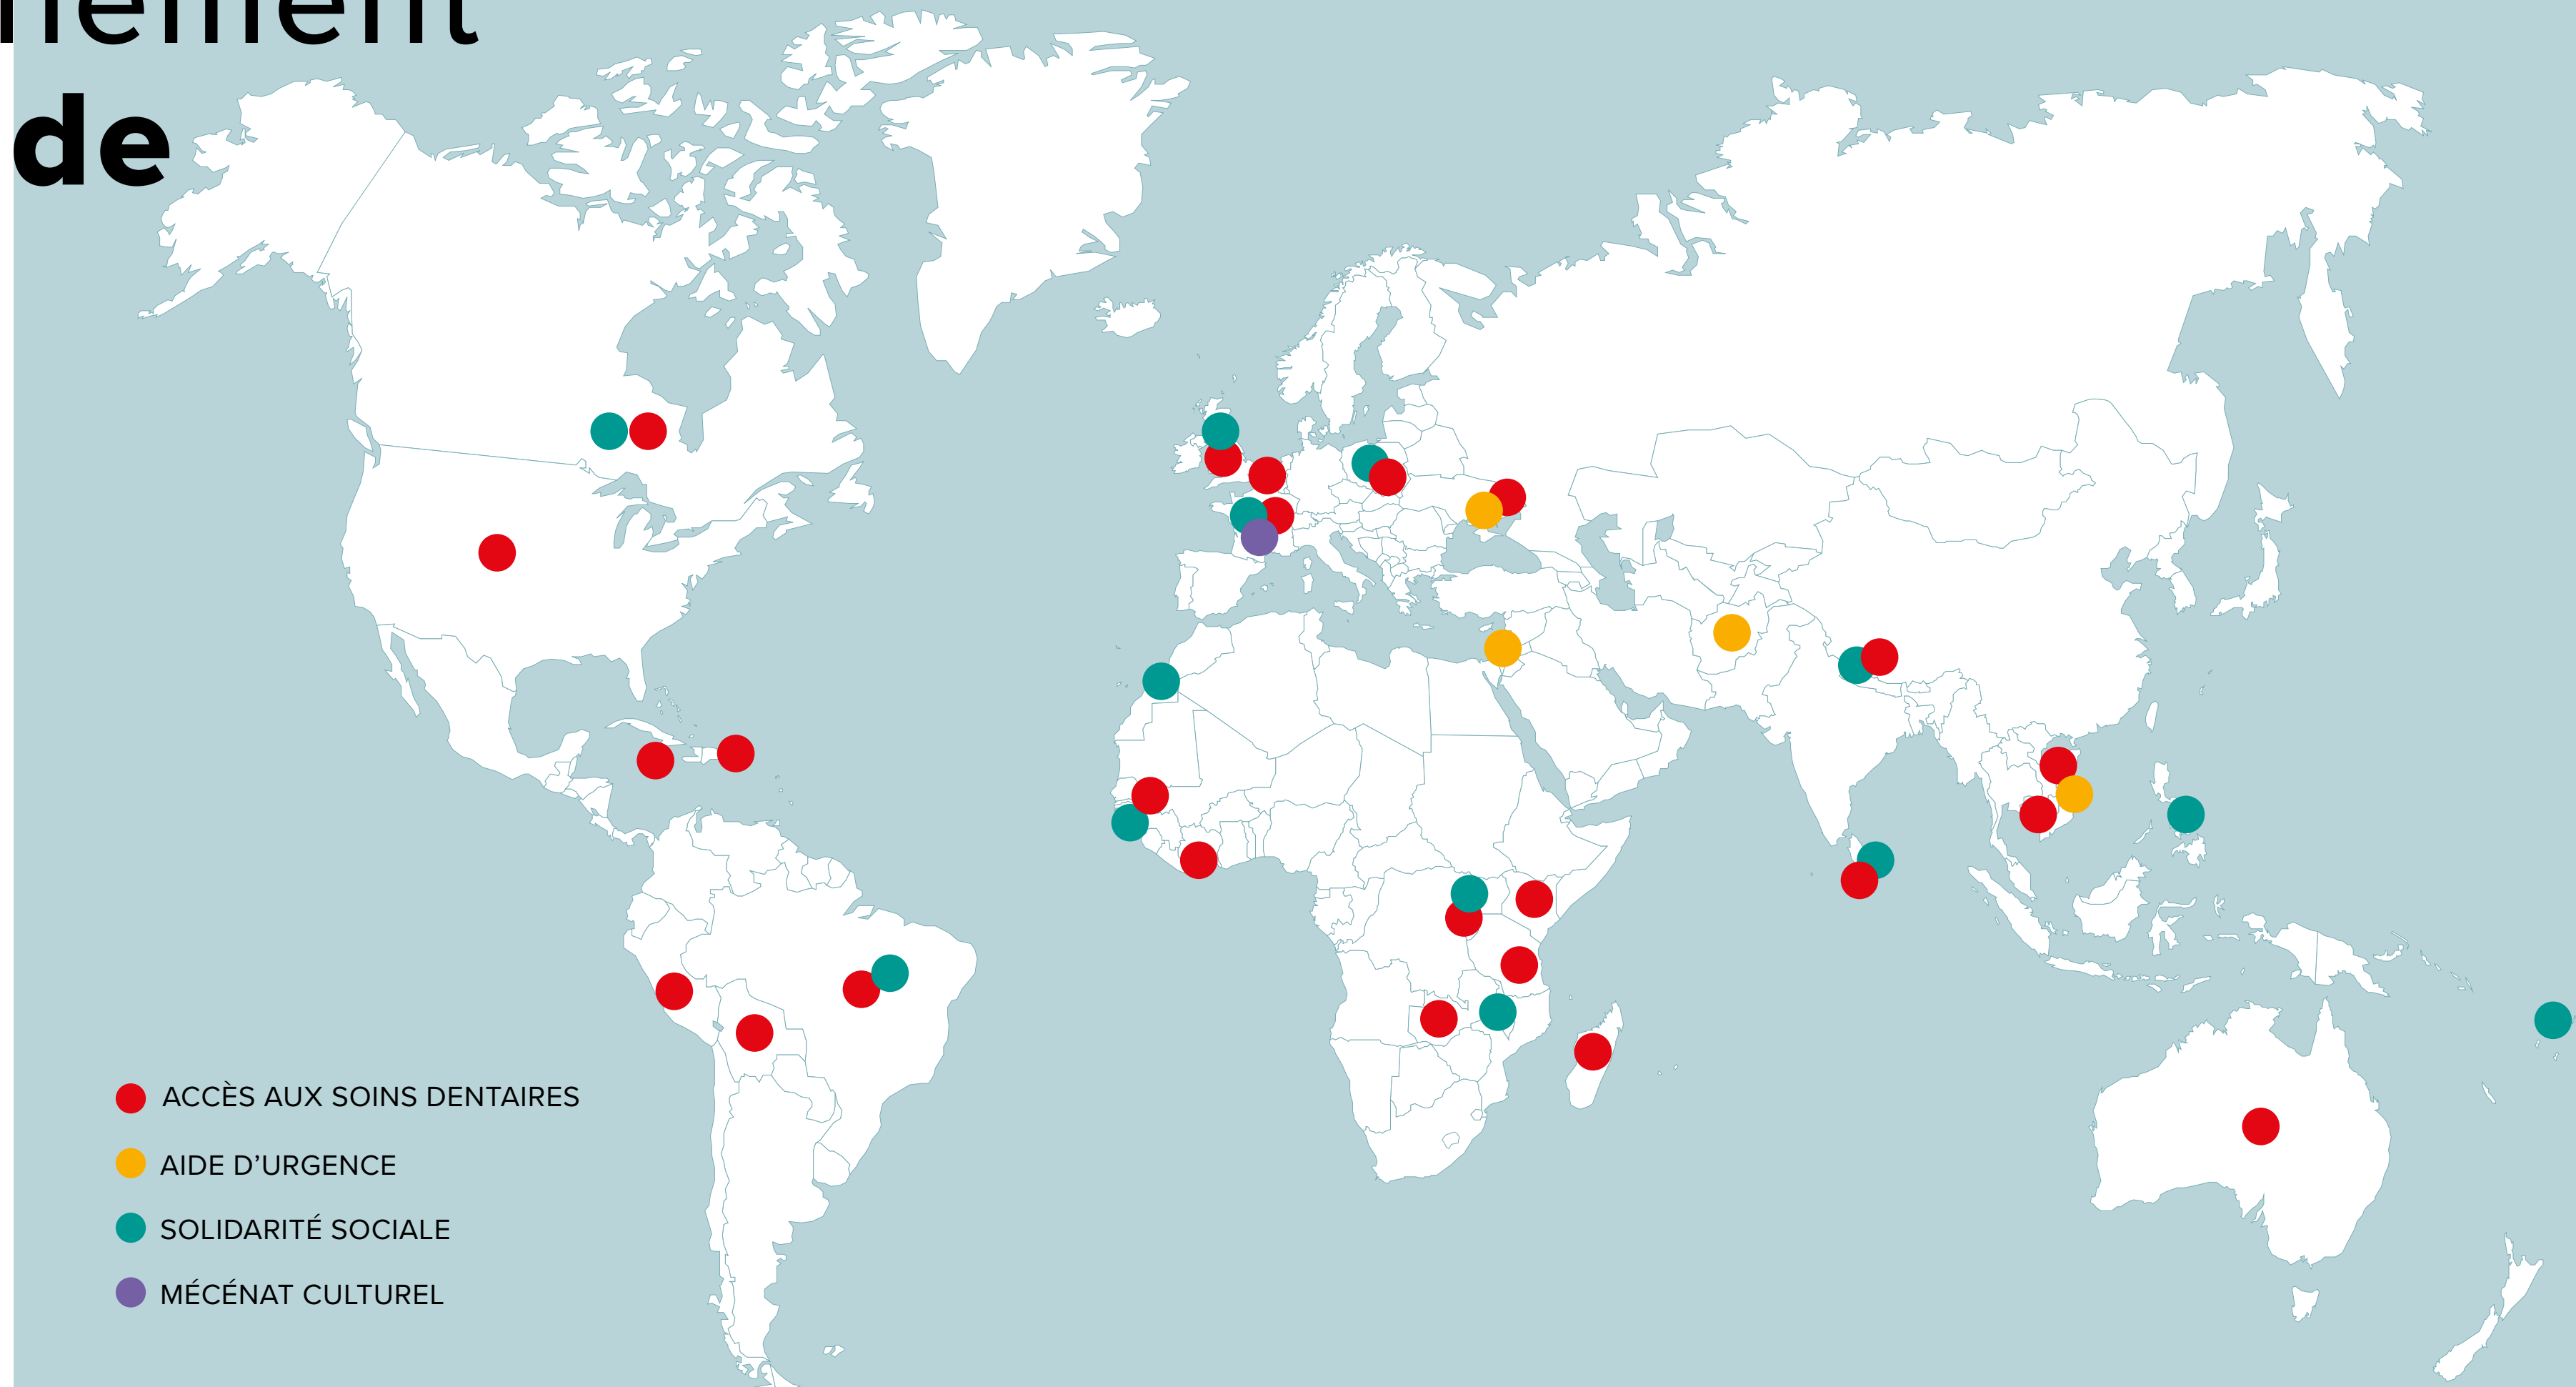 de
ACCÈS AUX SOINS DENTAIRES
AIDE D’URGENCE
SOLIDARITÉ SOCIALE
MÉCÉNAT CULTUREL